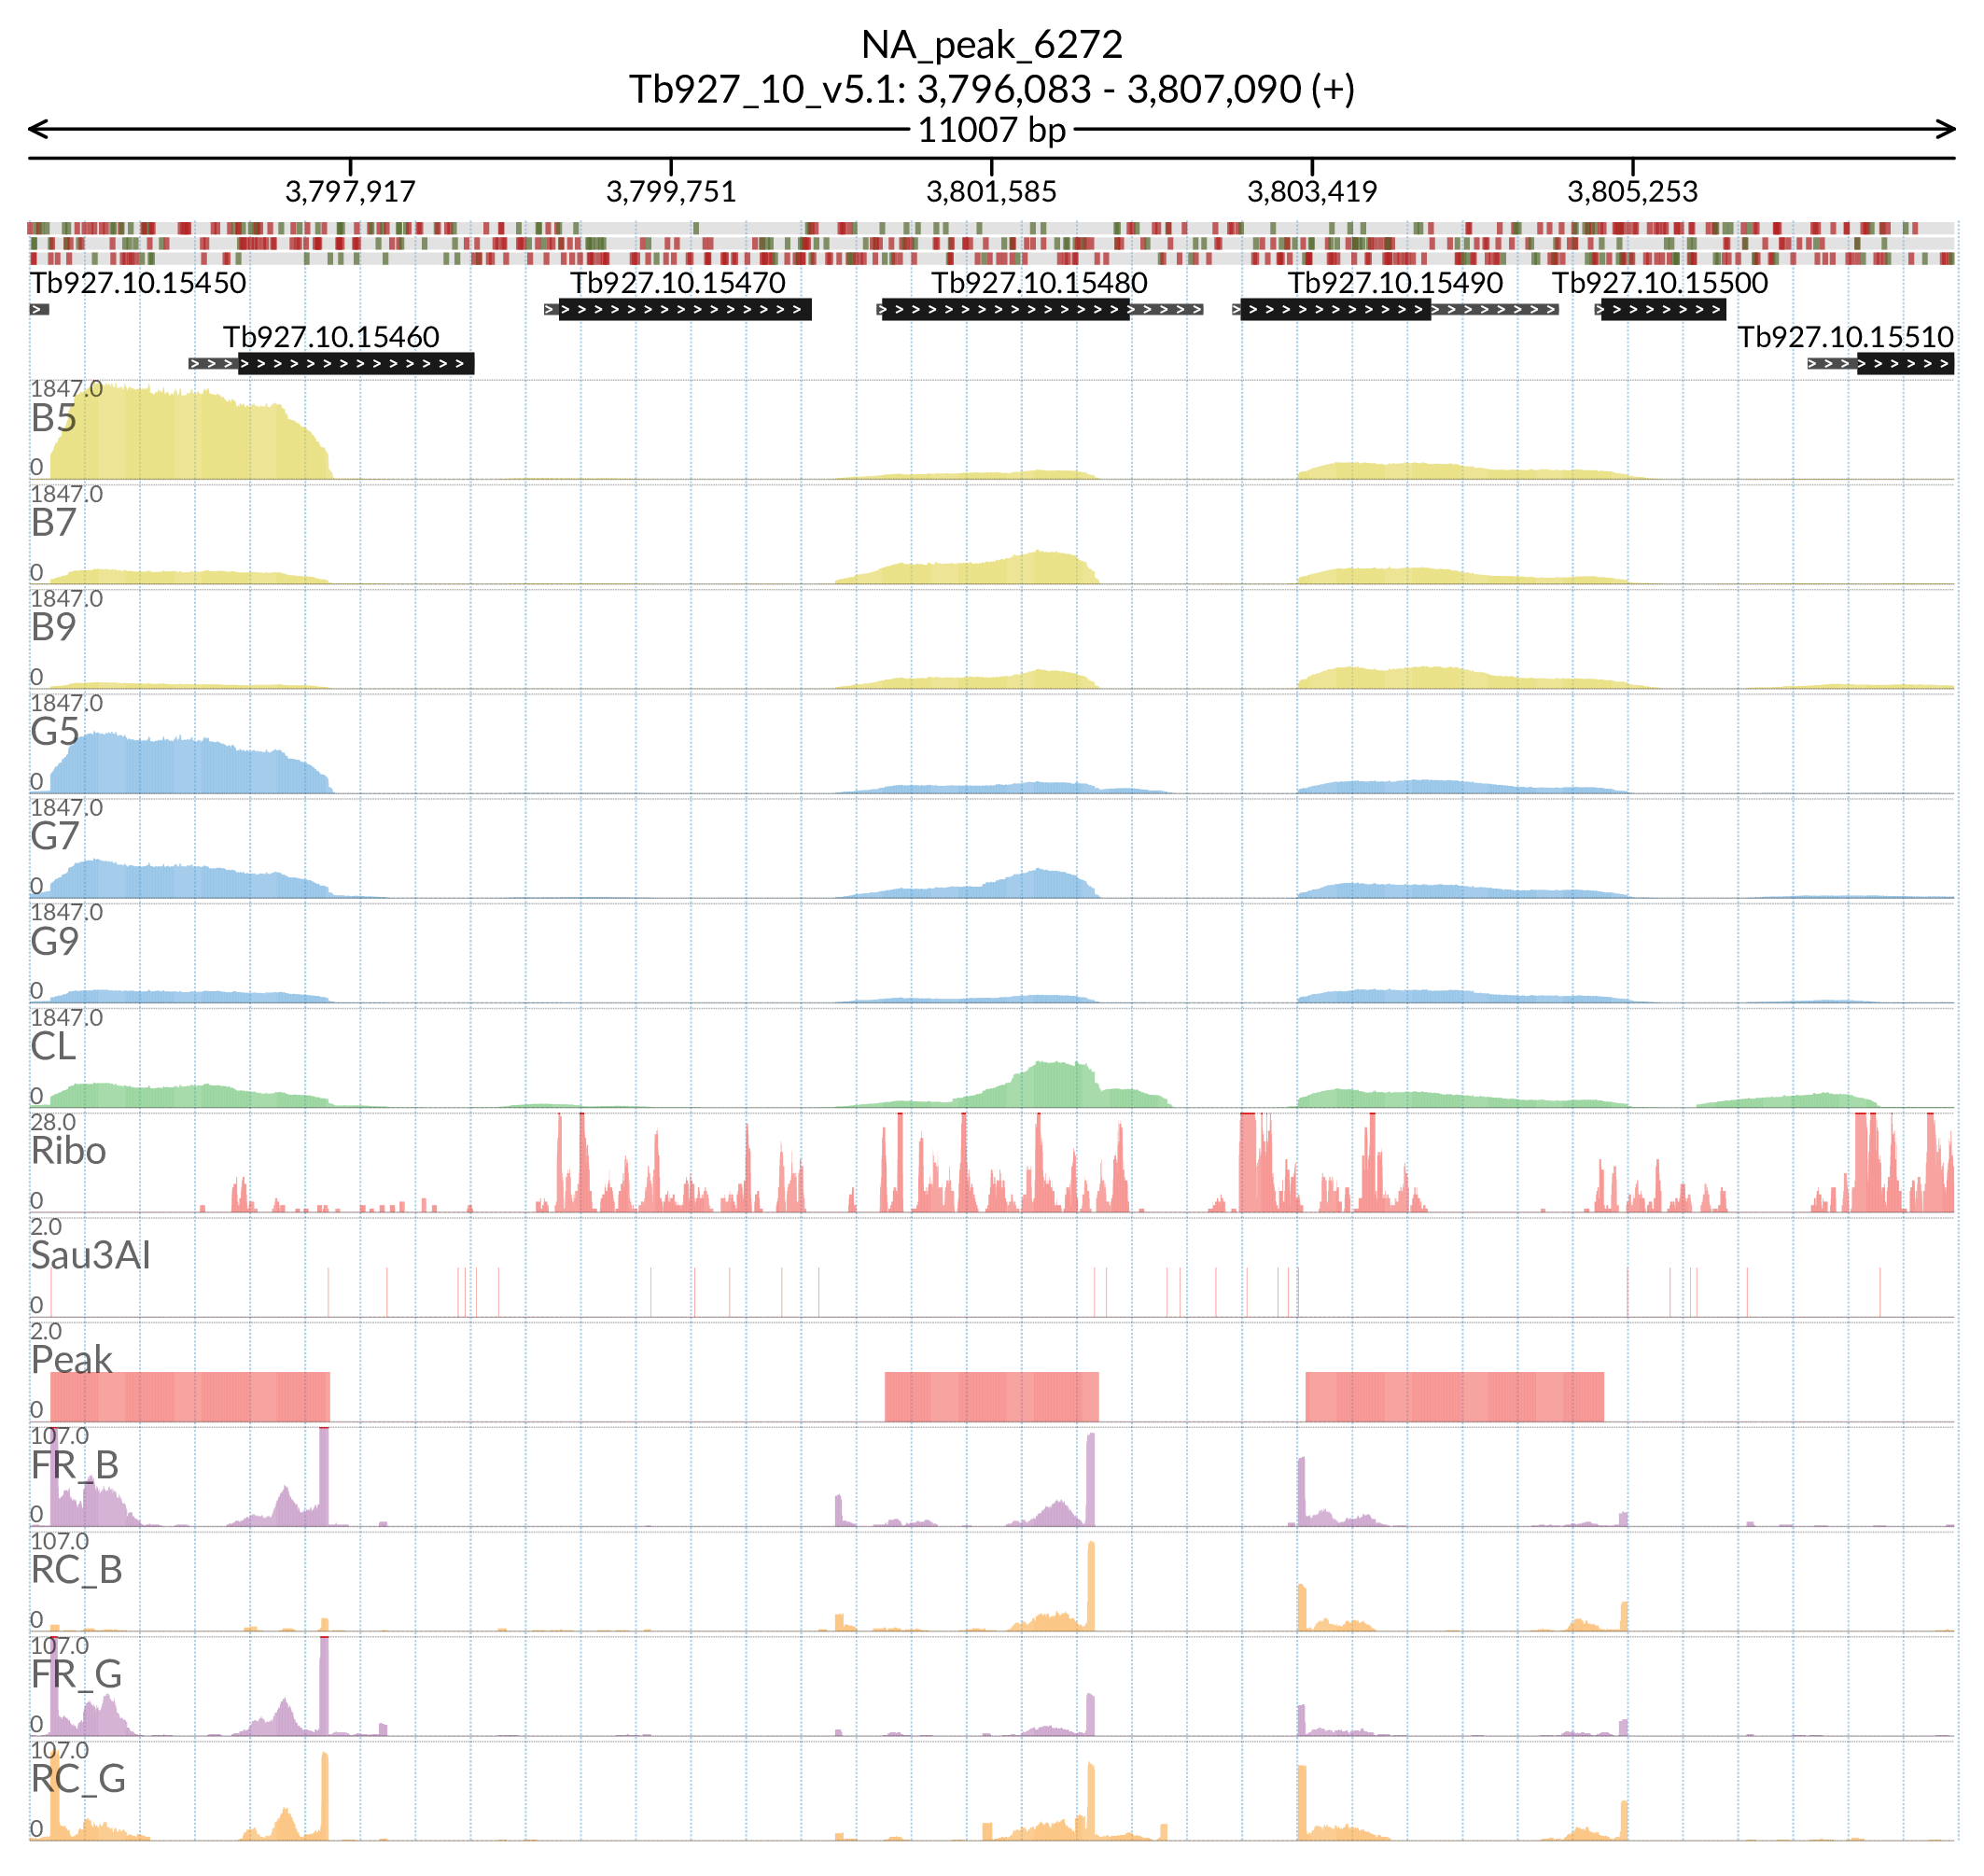 NA_peak_6272
Tb927_10_v5.1: 3,796,083 - 3,807,090 (+)
11007 bp
3,797,917 3,799,751 3,801,585 3,803,419 3,805,253
Tb927.10.15450 Tb927.10.15470 Tb927.10.15480 Tb927.10.15490 Tb927.10.15500
Tb927.10.15460 Tb927.10.15510
1847.0
B5
0
1847.0
B7
0
1847.0
B9
0
1847.0
G5
0
1847.0
G7
0
1847.0
G9
0
1847.0
CL
0
28.0
Ribo
0
2.0
Sau3AI
0
2.0
Peak
0
107.0
FR_B
0
107.0
RC_B
0
107.0
FR_G
0
107.0
RC_G
0